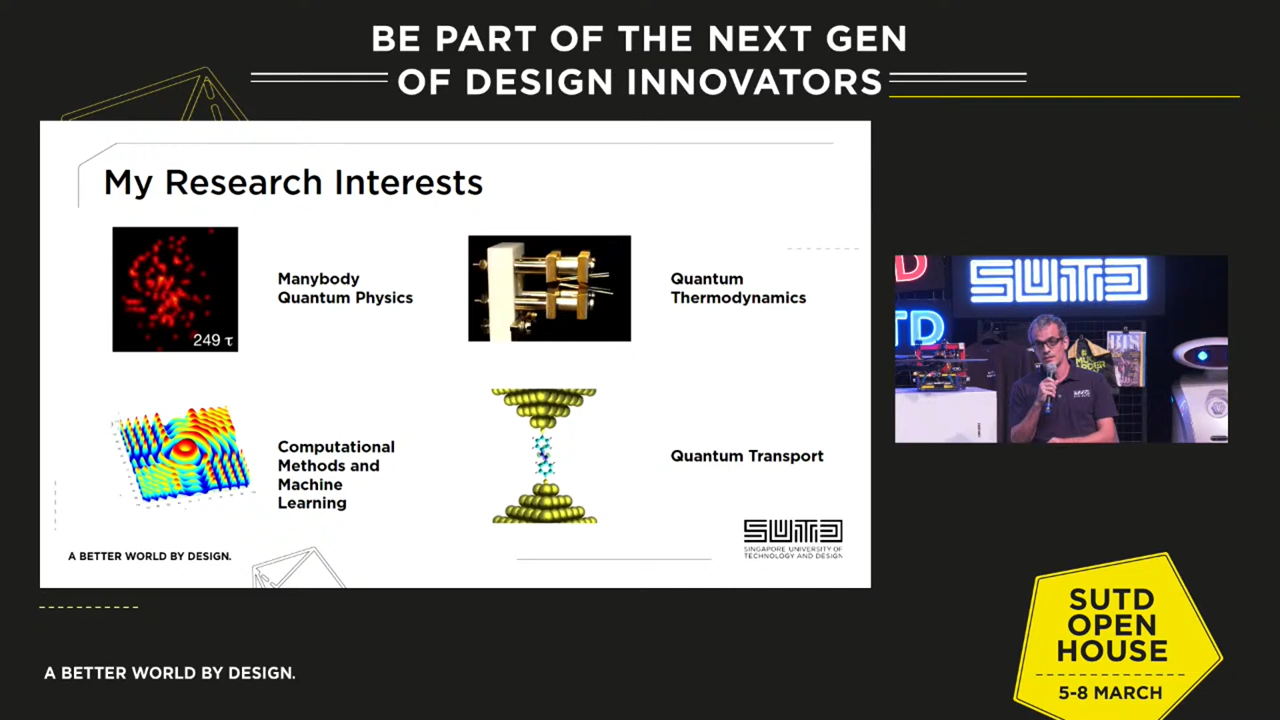 BE PART OF THE NEXT GEN
OF DESIGN INNOVATORS
My Research Interests
249 τ
Manybody
Quantum Physics
Quantum
Thermodynamics
Computational
Methods and
Machine
Learning
Quantum Transport
A BETTER WORLD BY DESIGN.
SUTD
SINGAPORE UNIVERSITY OF
TECHNOLOGY AND DESIGN
D
SUTD
TD
SUTD
OPEN
HOUSE
5-8 MARCH
A BETTER WORLD BY DESIGN.